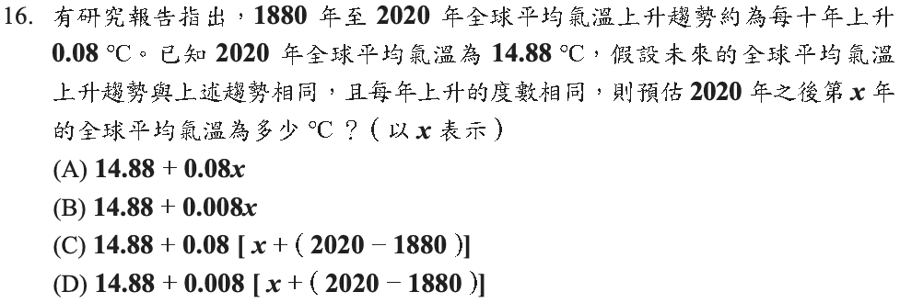 16. 有研究報告指出，1880 年至 2020 年全球平均氣溫上升趨勢約為每十年上升
0.08 ℃。已知 2020 年全球平均氣溫為 14.88 ℃，假設未來的全球平均氣溫
上升趨勢與上述趨勢相同，且每年上升的度數相同，則預估 2020 年之後第 x 年
的全球平均氣溫為多少 ℃？（以 x 表示）
(A) 14.88 + 0.08x
(B) 14.88 + 0.008x
(C) 14.88 + 0.08 [ x + ( 2020 − 1880 )]
(D) 14.88 + 0.008 [ x + ( 2020 − 1880 )]